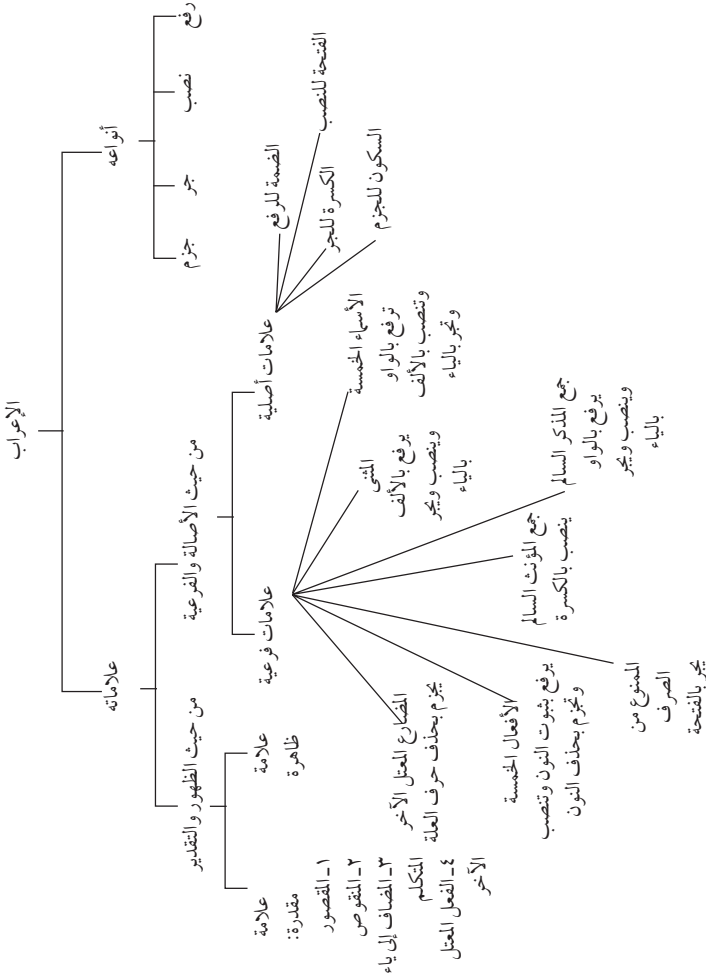 الإعراب
أنواعه
رفع
نصب
جر
جزم
علاماته
من حيث الأصالة والفرعية
علامات أصلية
الضمة للرفع
الفتحة للنصب
الكسرة للجر
السكون للجزم
علامات فرعية
الأسماء الخمسة
ترفع بالواو
وتنصب بالألف
وتجر بالياء
المثنى
يرفع بالألف
وينصب ويجر
بالياء
جمع المذكر السالم
يرفع بالواو
وينصب ويجر
بالياء
جمع المؤنث السالم
ينصب بالكسرة
الممنوع من
الصرف
يجر بالفتحة
الأفعال الخمسة
يرفع بثبوت النون وتنصب
وتجزم بحذف النون
المضارع المعتل الآخر
يجزم بحذف حرف العلة
من حيث الظهور والتقدير
علامة
ظاهرة
علامة
مقدرة:
١ـ المقصور
٢ـ المنقوص
٣ـ المضاف إلى ياء
المتكلم
٤ـ الفعل المعتل
الآخر